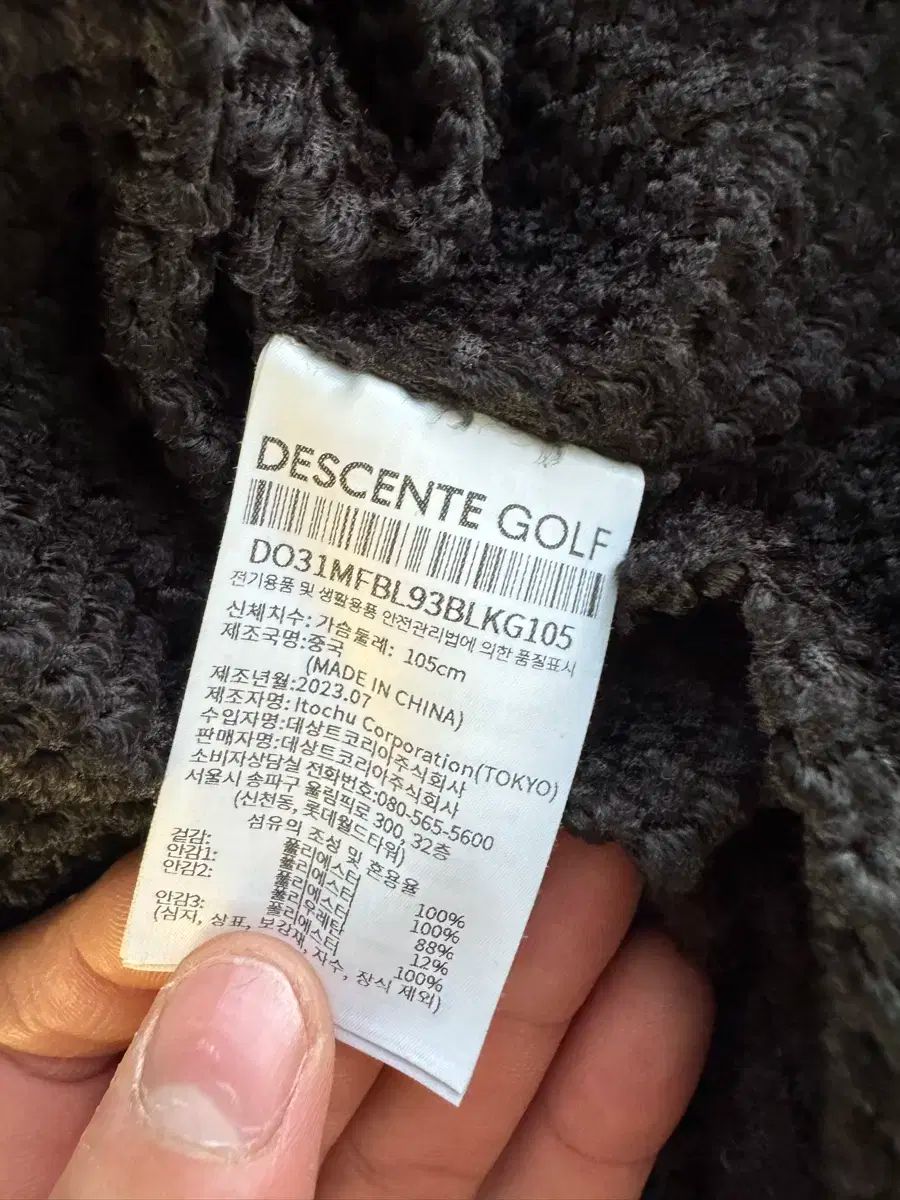 DESCENTE GOLF
DO31MFBL93BLKG105
전기용품 및 생활용품 안전관리법에 의한 품질표시
신체치수: 가슴둘레: 105cm
제조국명:중국
(MADE IN CHINA)
제조년월:2023.07
제조자명: Itochu Corporation(TOKYO)
수입자명:데상트코리아주식회사
판매자명:데상트코리아주식회사
소비자상담실 전화번호:080-565-5600
서울시 송파구 올림픽로 300, 32층
(신천동, 롯데월드타워)
섬유의 조성 및 혼용율
겉감: 폴리에스터 100%
안감1: 폴리에스터 100%
안감2: 폴리에스터 88%
폴리우레탄 12%
안감3: 폴리에스터 100%
(심저, 상표, 보강재, 자수, 장식 제외)